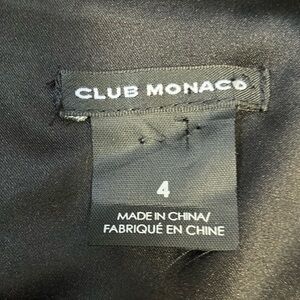 CLUB MONACO
4
MADE IN CHINA/
FABRIQUÉ EN CHINE